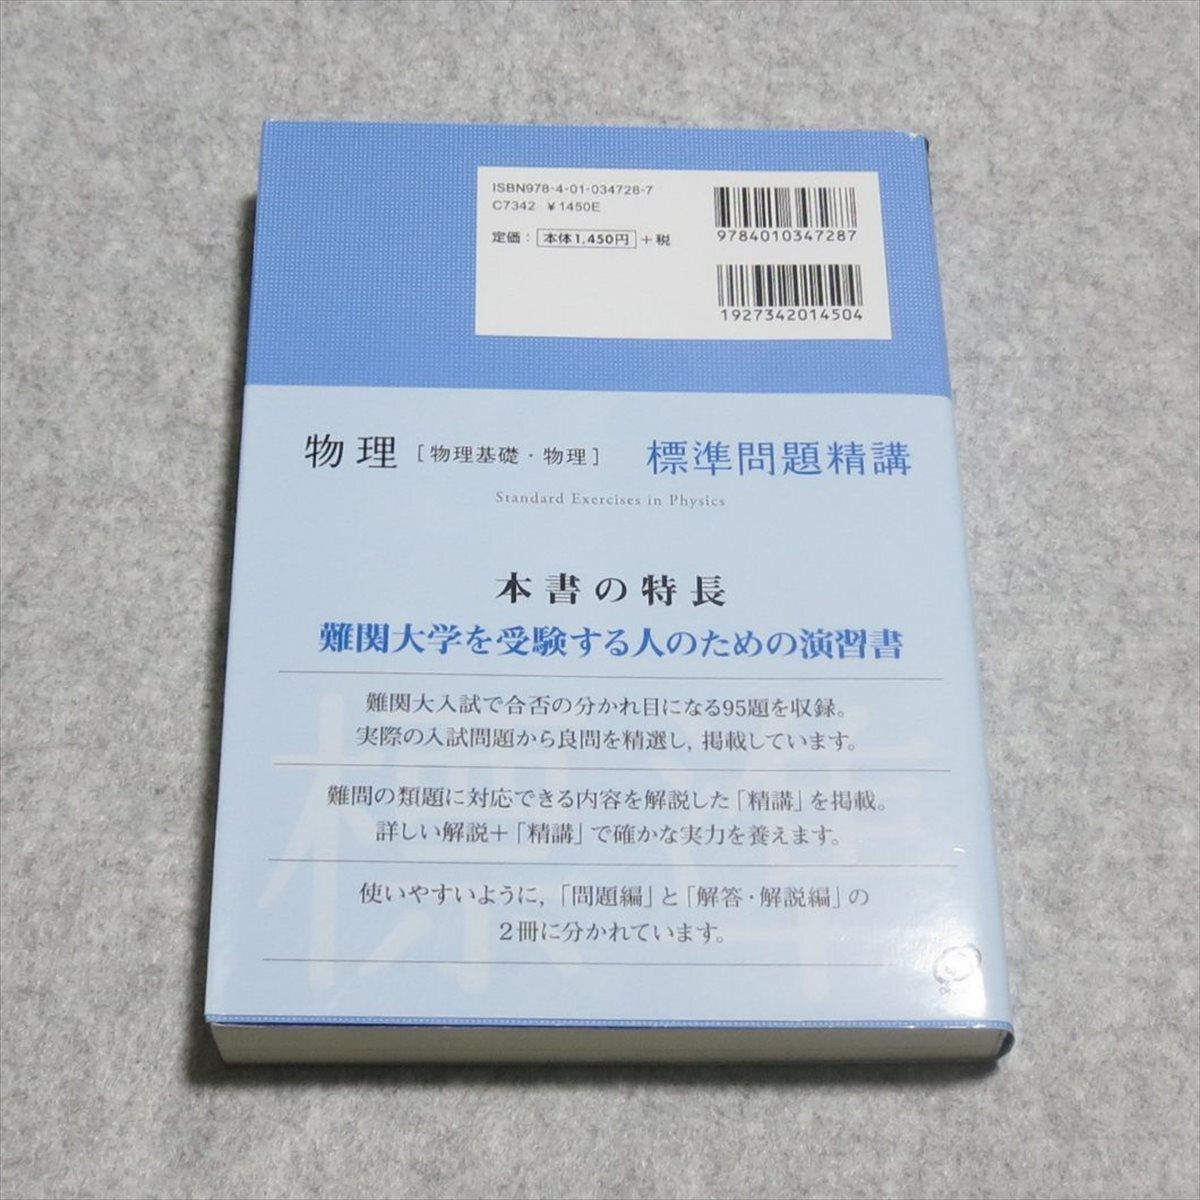 ISBN978-4-01-034728-7
C7342 ¥1450E
定価：本体1,450円＋税
9784010347287
1927342014504
物理［物理基礎・物理］ 標準問題精講
Standard Exercises in Physics
本書の特長
難関大学を受験する人のための演習書
難関大入試で合否の分かれ目になる95題を収録。
実際の入試問題から良問を精選し，掲載しています。
難問の類題に対応できる内容を解説した「精講」を掲載。
詳しい解説＋「精講」で確かな実力を養えます。
使いやすいように，「問題編」と「解答・解説編」の
2冊に分かれています。
標準